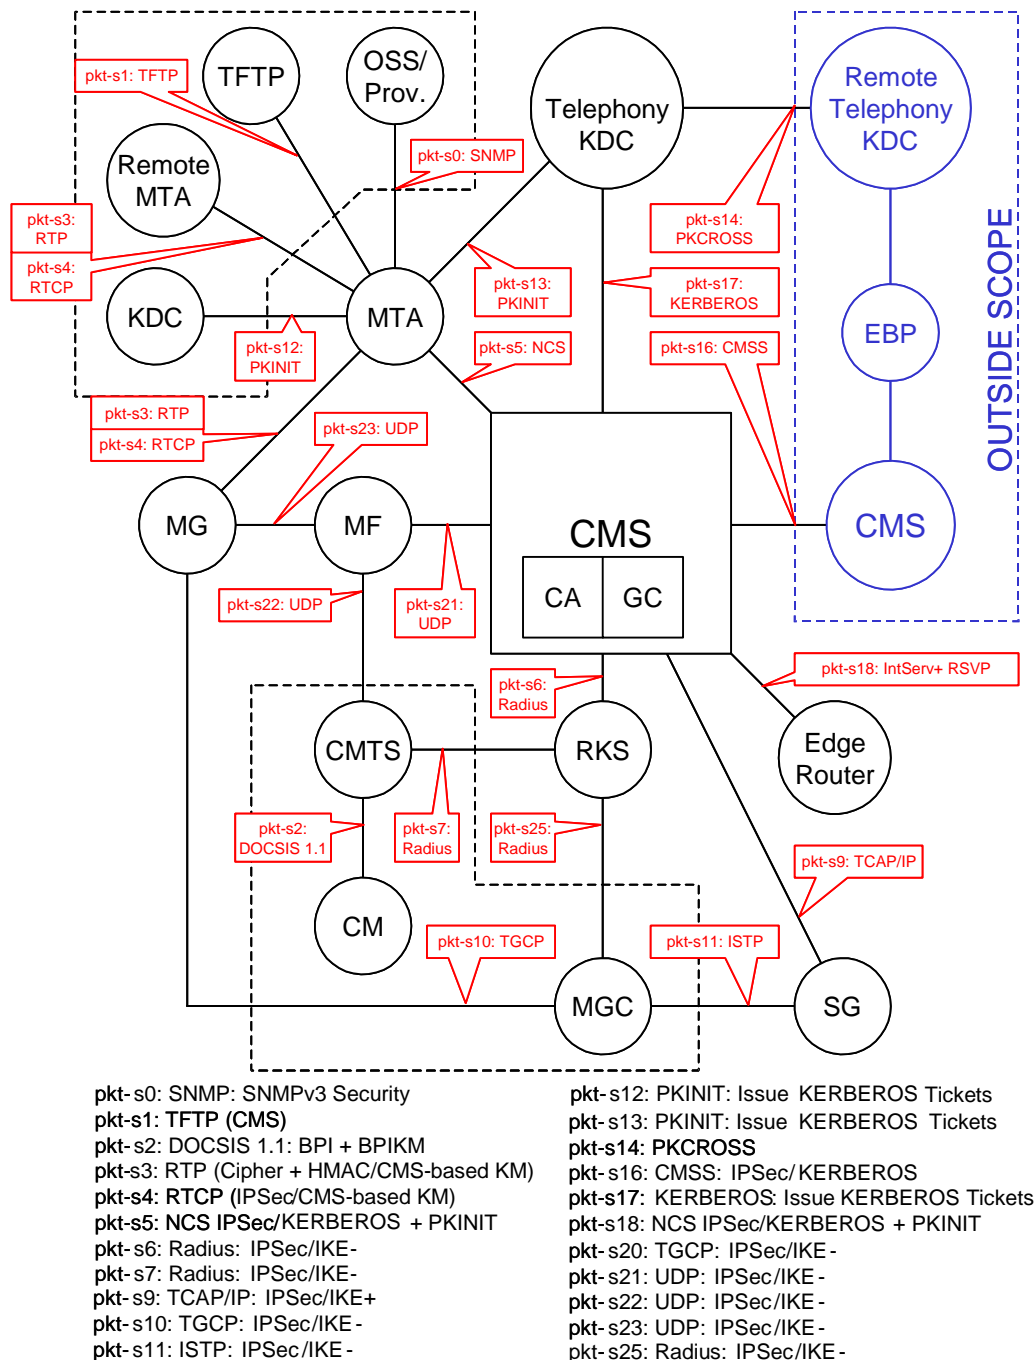 TFTP
OSS/
Prov.
pkt-s1: TFTP
Telephony
KDC
Remote
Telephony
KDC
pkt-s0: SNMP
Remote
MTA
pkt-s3:
RTP
pkt-s4:
RTCP
pkt-s14:
PKCROSS
pkt-s13:
PKINIT
pkt-s17:
KERBEROS
KDC
MTA
EBP
OUTSIDE SCOPE
pkt-s12:
PKINIT
pkt-s5: NCS
pkt-s16: CMSS
pkt-s3: RTP
pkt-s4: RTCP
pkt-s23: UDP
MG
MF
CMS
CA
GC
CMS
pkt-s22: UDP
pkt-s21:
UDP
pkt-s6:
Radius
pkt-s18: IntServ+ RSVP
CMTS
RKS
Edge
Router
pkt-s2:
DOCSIS 1.1
pkt-s7:
Radius
pkt-s25:
Radius
pkt-s9: TCAP/IP
CM
pkt-s10: TGCP
pkt-s11: ISTP
MGC
SG
pkt-s0: SNMP: SNMPv3 Security
pkt-s1: TFTP (CMS)
pkt-s2: DOCSIS 1.1: BPI + BPIKM
pkt-s3: RTP (Cipher + HMAC/CMS-based KM)
pkt-s4: RTCP (IPSec/CMS-based KM)
pkt-s5: NCS IPSec/KERBEROS + PKINIT
pkt-s6: Radius: IPSec/IKE-
pkt-s7: Radius: IPSec/IKE-
pkt-s9: TCAP/IP: IPSec/IKE+
pkt-s10: TGCP: IPSec/IKE-
pkt-s11: ISTP: IPSec/IKE-
pkt-s12: PKINIT: Issue KERBEROS Tickets
pkt-s13: PKINIT: Issue KERBEROS Tickets
pkt-s14: PKCROSS
pkt-s16: CMSS: IPSec/KERBEROS
pkt-s17: KERBEROS: Issue KERBEROS Tickets
pkt-s18: NCS IPSec/KERBEROS + PKINIT
pkt-s20: TGCP: IPSec/IKE-
pkt-s21: UDP: IPSec/IKE-
pkt-s22: UDP: IPSec/IKE-
pkt-s23: UDP: IPSec/IKE-
pkt-s25: Radius: IPSec/IKE-